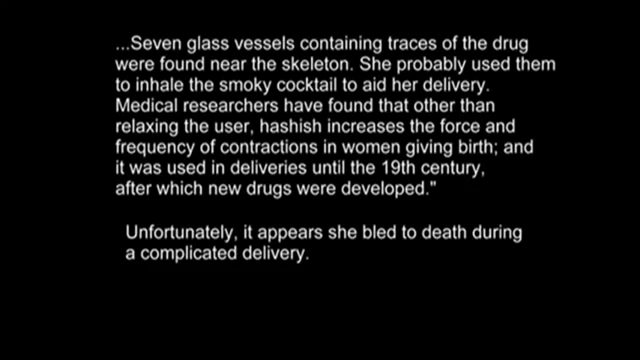 ...Seven glass vessels containing traces of the drug
were found near the skeleton. She probably used them
to inhale the smoky cocktail to aid her delivery.
Medical researchers have found that other than
relaxing the user, hashish increases the force and
frequency of contractions in women giving birth; and
it was used in deliveries until the 19th century,
after which new drugs were developed."
Unfortunately, it appears she bled to death during
a complicated delivery.